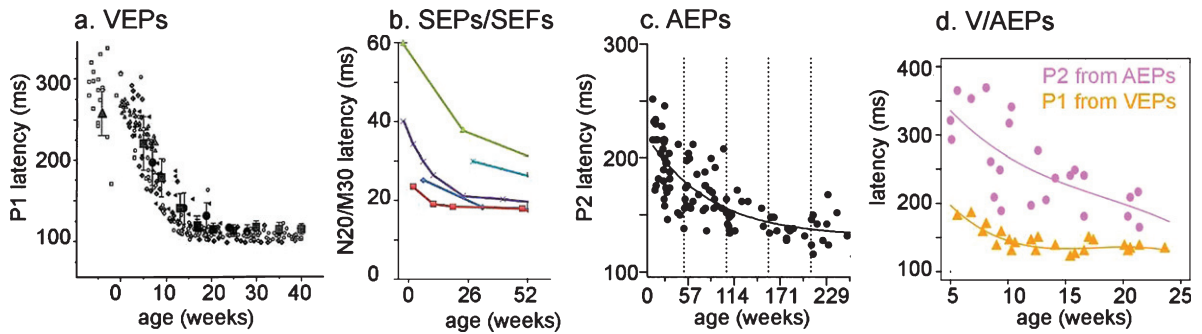 a. VEPs
P1 latency (ms)
300
200
100
0 10 20 30 40
age (weeks)
b. SEPs/SEFs
N20/M30 latency (ms)
60
40
20
0
0 26 52
age (weeks)
c. AEPs
P2 latency (ms)
300
200
100
0 57 114 171 229
age (weeks)
d. V/AEPs
latency (ms)
400
300
200
100
P2 from AEPs
P1 from VEPs
5 10 15 20 25
age (weeks)